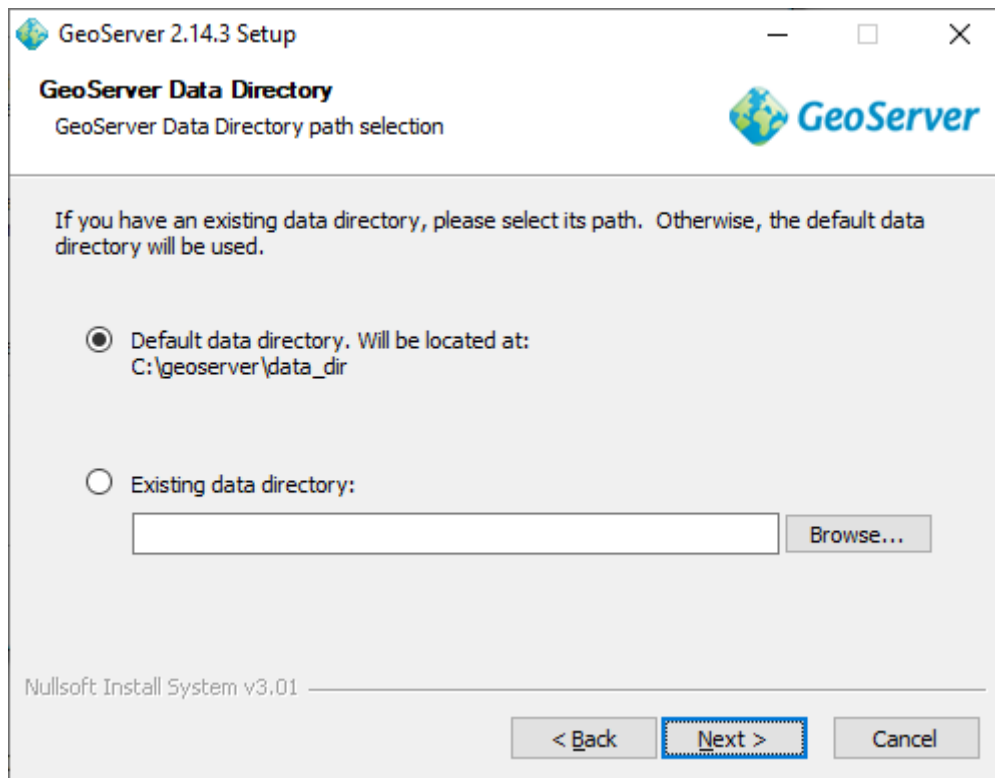 GeoServer 2.14.3 Setup
GeoServer Data Directory
GeoServer Data Directory path selection
GeoServer
If you have an existing data directory, please select its path.  Otherwise, the default data
directory will be used.
Default data directory. Will be located at:
C:\geoserver\data_dir
Existing data directory:
Browse...
Nullsoft Install System v3.01
< Back
Next >
Cancel